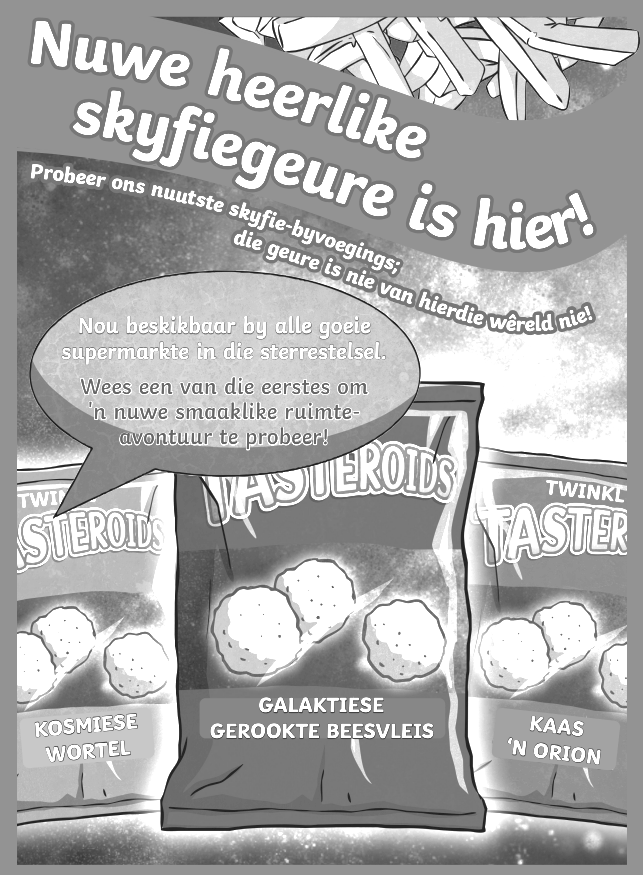 Nuwe heerlike
skyfiegeure is hier!
Probeer ons nuutste skyfie-byvoegings;
die geure is nie van hierdie wêreld nie!
Nou beskikbaar by alle goeie
supermarkte in die sterrestelsel.
Wees een van die eerstes om
'n nuwe smaaklike ruimte-
avontuur te probeer!
TASTEROIDS
GALAKTIESE
GEROOKTE BEESVLEIS
TWIN
ASTEROIDS
KOSMIESE
WORTEL
TWINKL
TASTER
KAAS
'N ORION